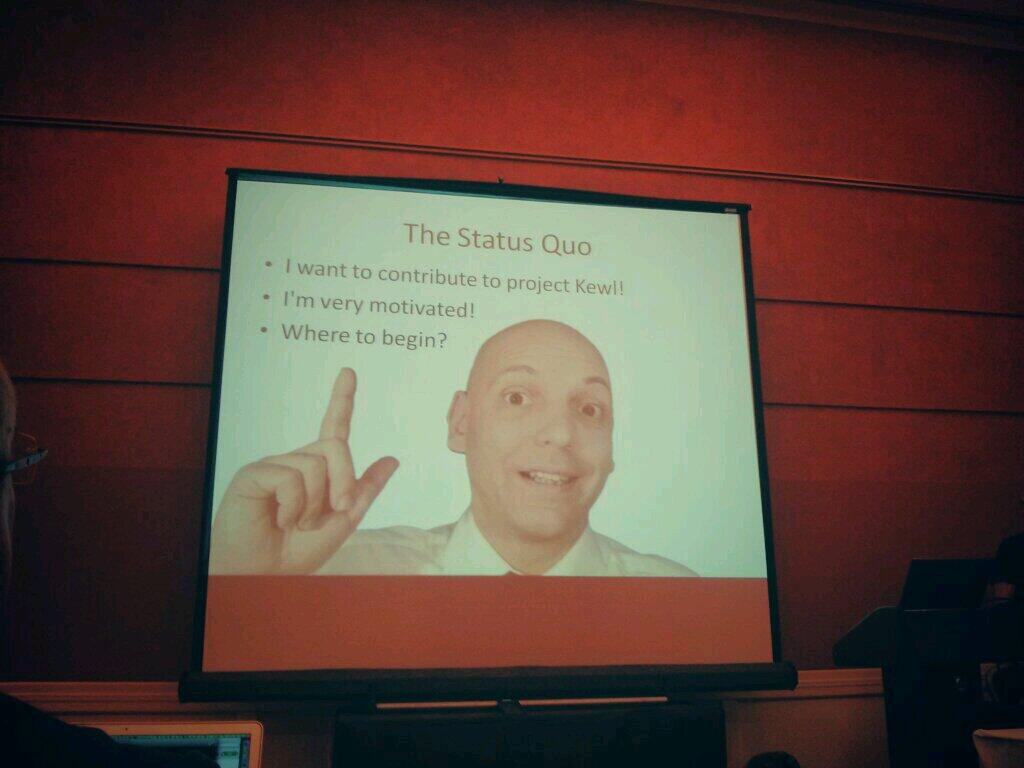 The Status Quo
• I want to contribute to project Kewl!
• I'm very motivated!
• Where to begin?